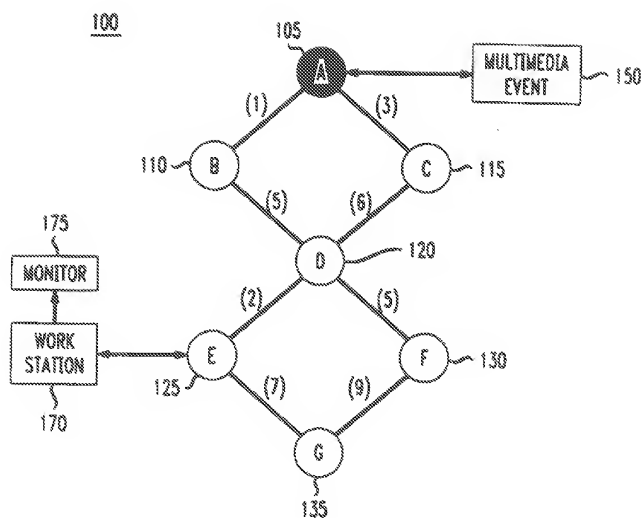 100
105
A
MULTIMEDIA
EVENT
150
(1)
(3)
110
B
C
115
(5)
(6)
175
MONITOR
D
120
(2)
(5)
WORK
STATION
170
E
125
F
130
(7)
(9)
G
135